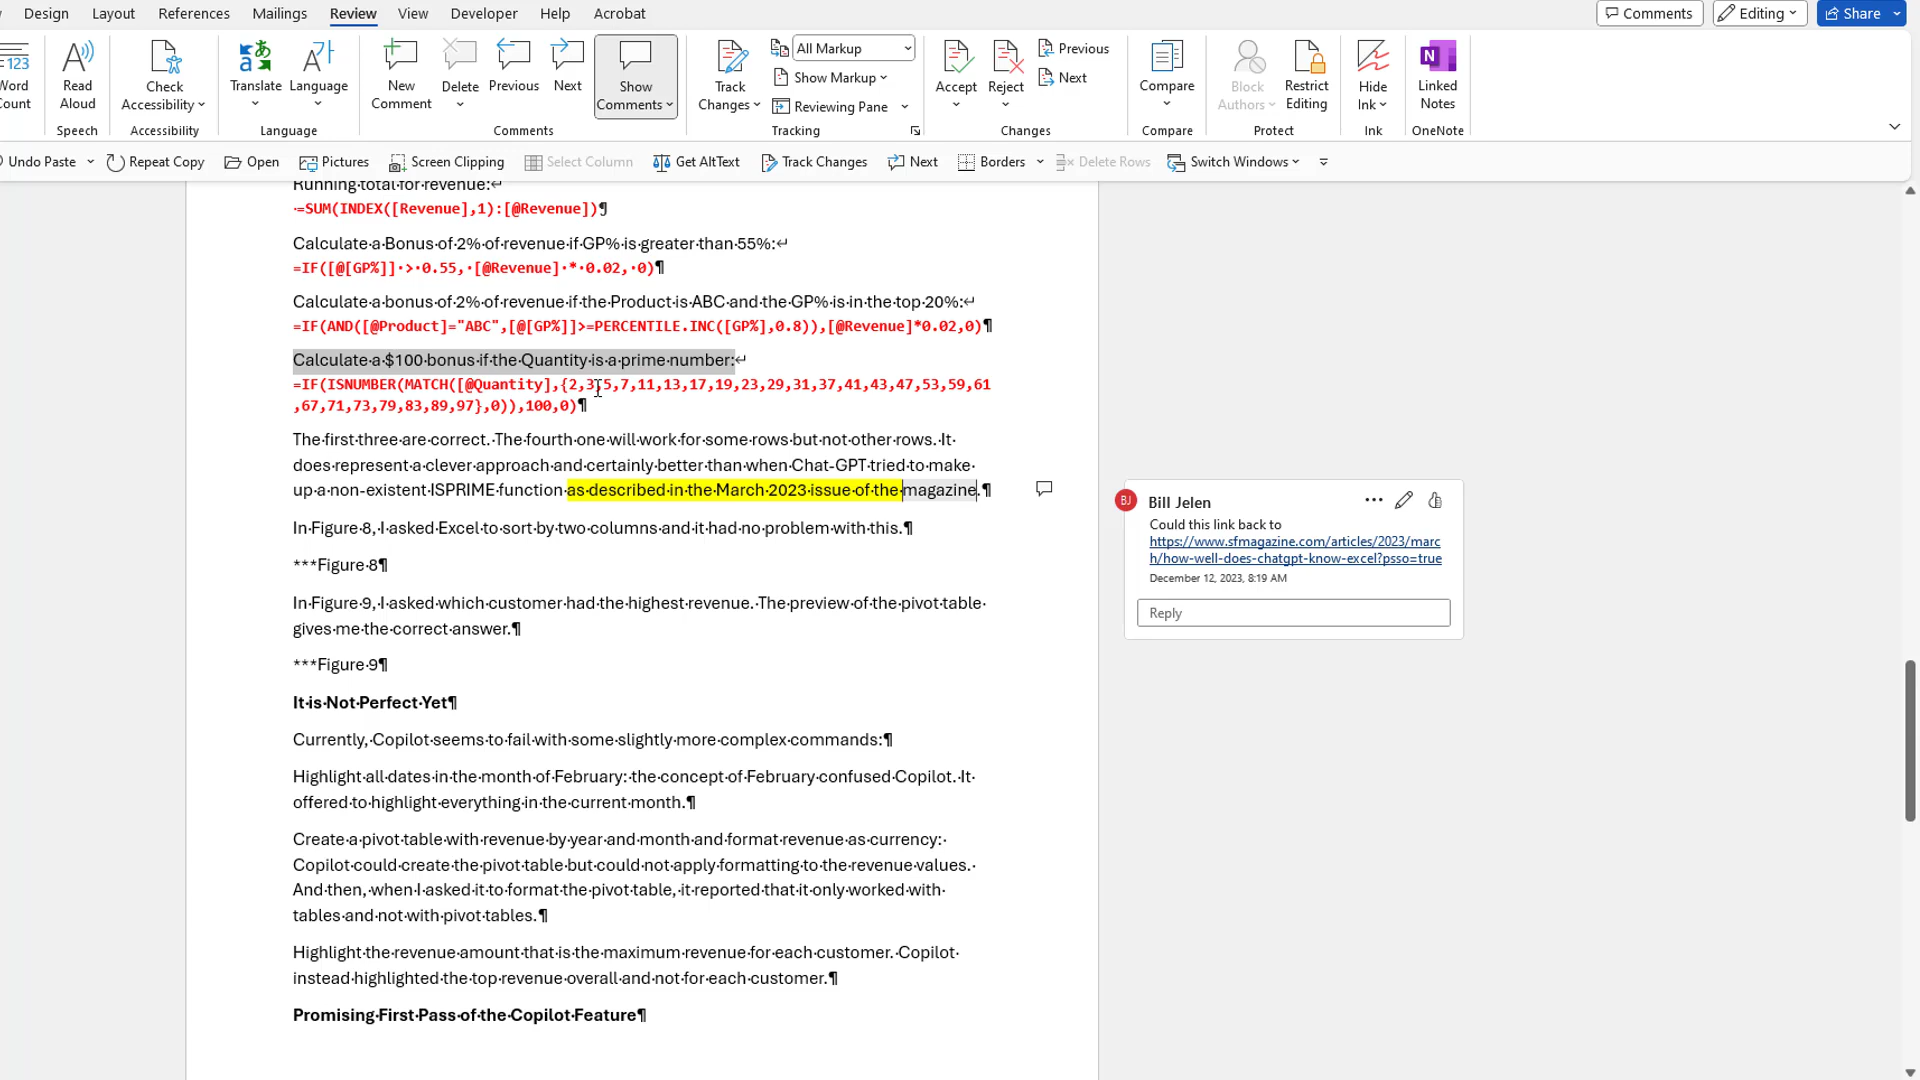 Design Layout References Mailings Review View Developer Help Acrobat Comments Editing Share
123
Word Count
Read Aloud
Check Accessibility
Translate
Language
New Comment
Delete
Previous
Next
Show Comments
Track Changes
All Markup
Show Markup
Reviewing Pane
Accept
Reject
Previous
Next
Compare
Block Authors
Restrict Editing
Hide Ink
N
Linked Notes
Speech Accessibility Language Comments Tracking Changes Compare Protect Ink OneNote
Undo Paste Repeat Copy Open Pictures Screen Clipping Select Column Get AltText Track Changes Next Borders Delete Rows Switch Windows
Running·total·for·revenue:↵
·=SUM(INDEX([Revenue],1):[@Revenue])¶
Calculate·a·Bonus·of·2%·of·revenue·if·GP%·is·greater·than·55%:↵
=IF([@[GP%]]·>·0.55,·[@Revenue]·*·0.02,·0)¶
Calculate·a·bonus·of·2%·of·revenue·if·the·Product·is·ABC·and·the·GP%·is·in·the·top·20%:↵
=IF(AND([@Product]="ABC",[@[GP%]]>=PERCENTILE.INC([GP%],0.8)),[@Revenue]*0.02,0)¶
Calculate·a·$100·bonus·if·the·Quantity·is·a·prime·number:↵
=IF(ISNUMBER(MATCH([@Quantity],{2,3,5,7,11,13,17,19,23,29,31,37,41,43,47,53,59,61
,67,71,73,79,83,89,97},0)),100,0)¶
The·first·three·are·correct.·The·fourth·one·will·work·for·some·rows·but·not·other·rows.·It·
does·represent·a·clever·approach·and·certainly·better·than·when·Chat-GPT·tried·to·make·
up·a·non-existent·ISPRIME·function·as·described·in·the·March·2023·issue·of·the·magazine.¶
In·Figure·8,·I·asked·Excel·to·sort·by·two·columns·and·it·had·no·problem·with·this.¶
***Figure·8¶
In·Figure·9,·I·asked·which·customer·had·the·highest·revenue.·The·preview·of·the·pivot·table·
gives·me·the·correct·answer.¶
***Figure·9¶
It·is·Not·Perfect·Yet¶
Currently,·Copilot·seems·to·fail·with·some·slightly·more·complex·commands:¶
Highlight·all·dates·in·the·month·of·February:·the·concept·of·February·confused·Copilot.·It·
offered·to·highlight·everything·in·the·current·month.¶
Create·a·pivot·table·with·revenue·by·year·and·month·and·format·revenue·as·currency:·
Copilot·could·create·the·pivot·table·but·could·not·apply·formatting·to·the·revenue·values.·
And·then,·when·I·asked·it·to·format·the·pivot·table,·it·reported·that·it·only·worked·with·
tables·and·not·with·pivot·tables.¶
Highlight·the·revenue·amount·that·is·the·maximum·revenue·for·each·customer.·Copilot·
instead·highlighted·the·top·revenue·overall·and·not·for·each·customer.¶
Promising·First·Pass·of·the·Copilot·Feature¶
BJ Bill Jelen
Could this link back to
https://www.sfmagazine.com/articles/2023/marc
h/how-well-does-chatgpt-know-excel?psso=true
December 12, 2023, 8:19 AM
Reply